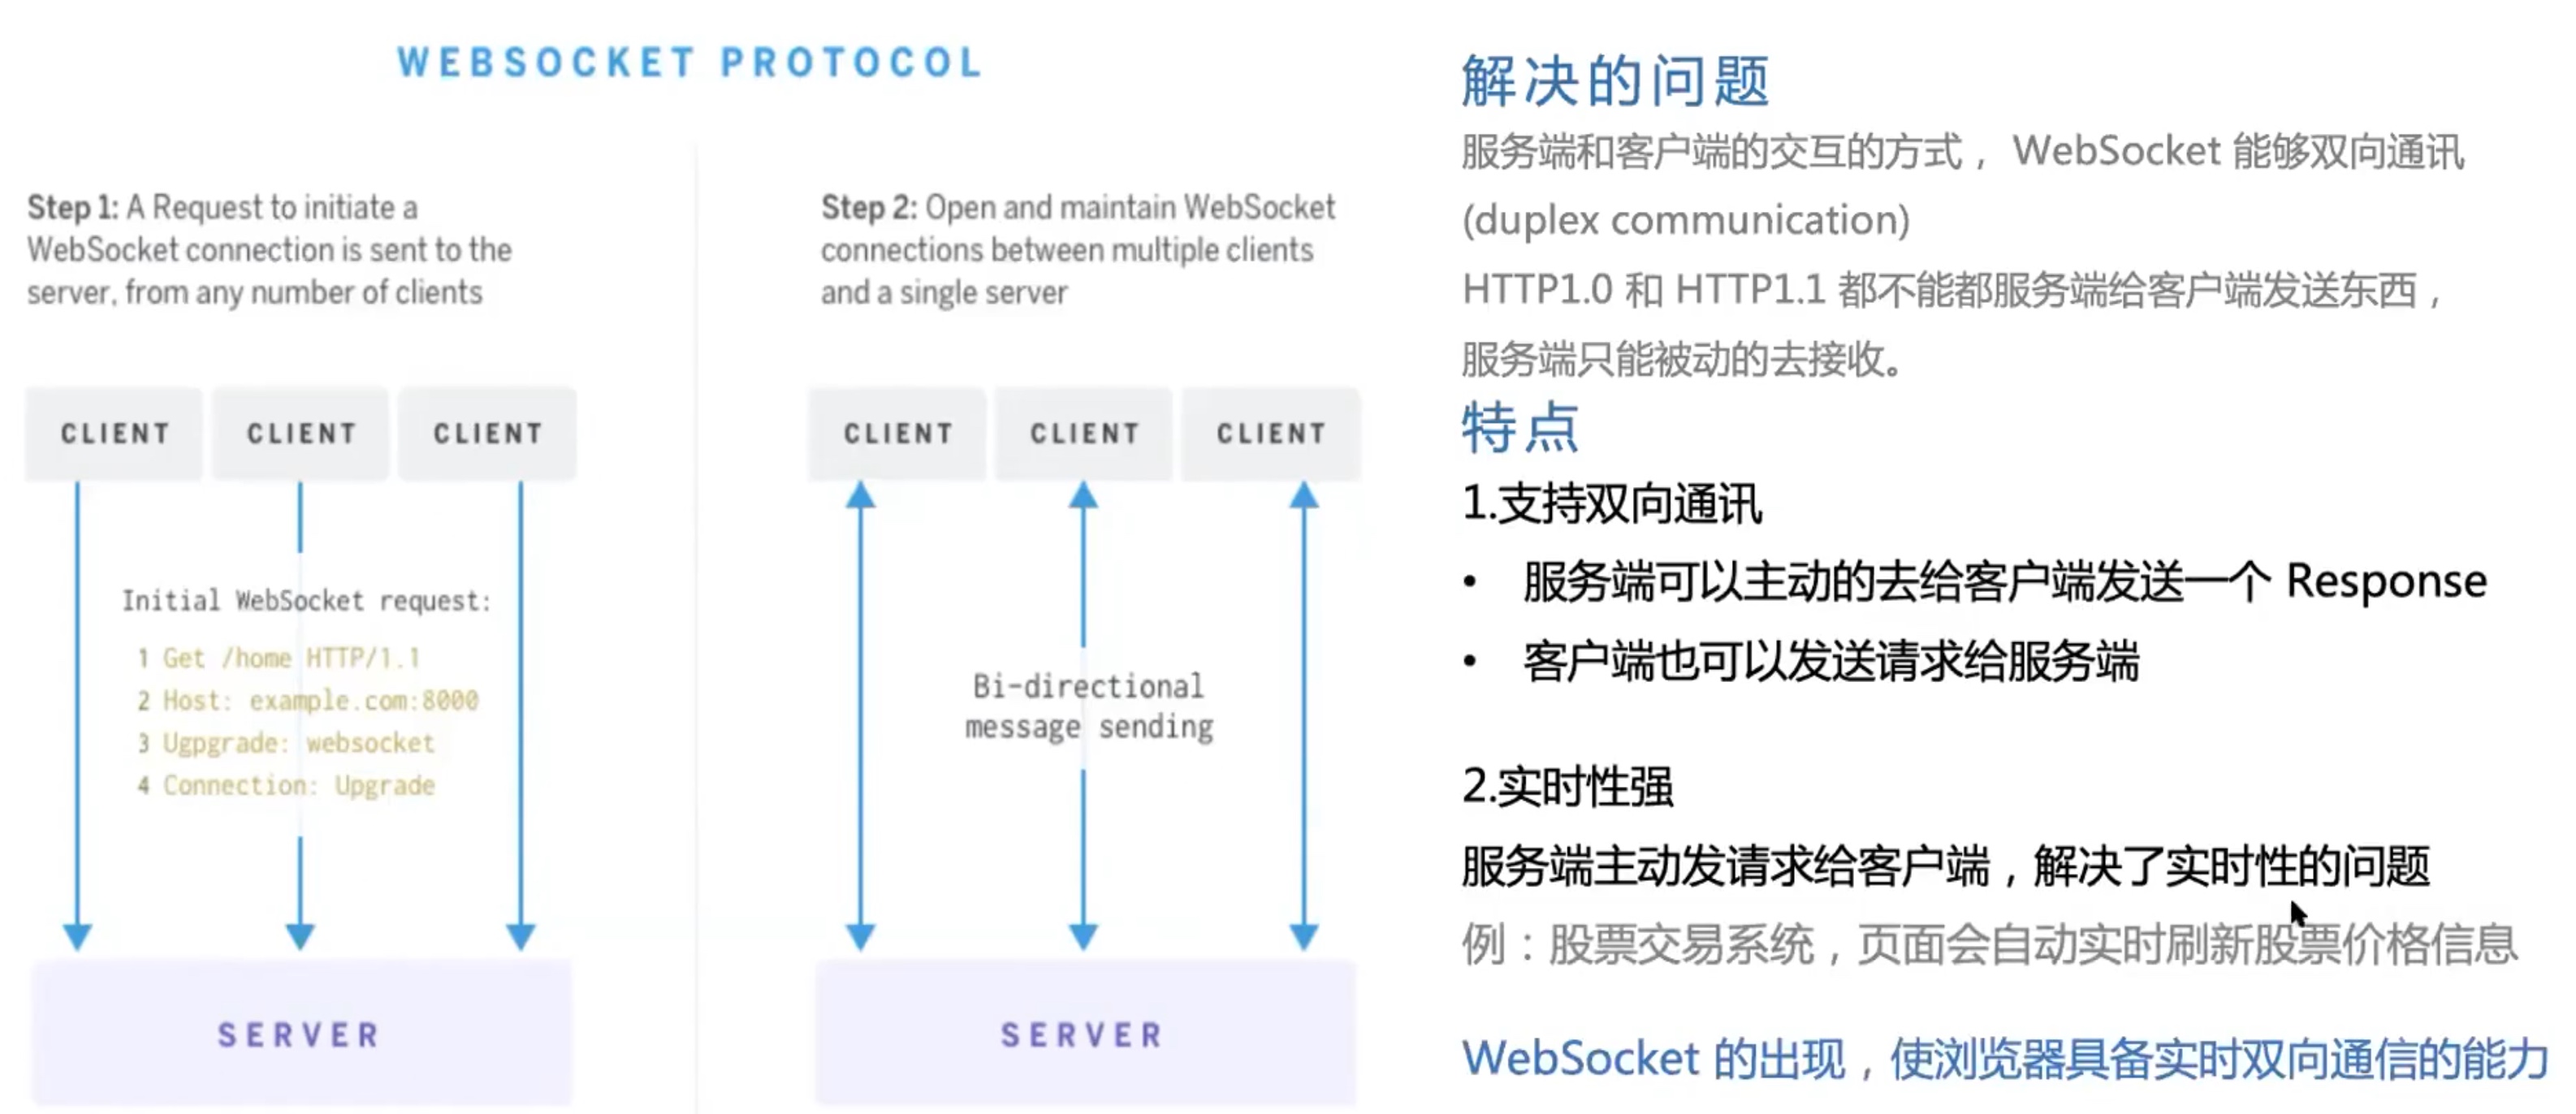 WEBSOCKET PROTOCOL
Step 1: A Request to initiate a
WebSocket connection is sent to the
server, from any number of clients
CLIENT
CLIENT
CLIENT
Initial WebSocket request:
1 Get /home HTTP/1.1
2 Host: example.com:8000
3 Ugpgrade: websocket
4 Connection: Upgrade
SERVER
Step 2: Open and maintain WebSocket
connections between multiple clients
and a single server
CLIENT
CLIENT
CLIENT
Bi-directional
message sending
SERVER
解决的问题
服务端和客户端的交互的方式，WebSocket 能够双向通讯
(duplex communication)
HTTP1.0 和 HTTP1.1 都不能都服务端给客户端发送东西，
服务端只能被动的去接收。
特点
1.支持双向通讯
• 服务端可以主动的去给客户端发送一个 Response
• 客户端也可以发送请求给服务端
2.实时性强
服务端主动发请求给客户端，解决了实时性的问题
例：股票交易系统，页面会自动实时刷新股票价格信息
WebSocket 的出现，使浏览器具备实时双向通信的能力